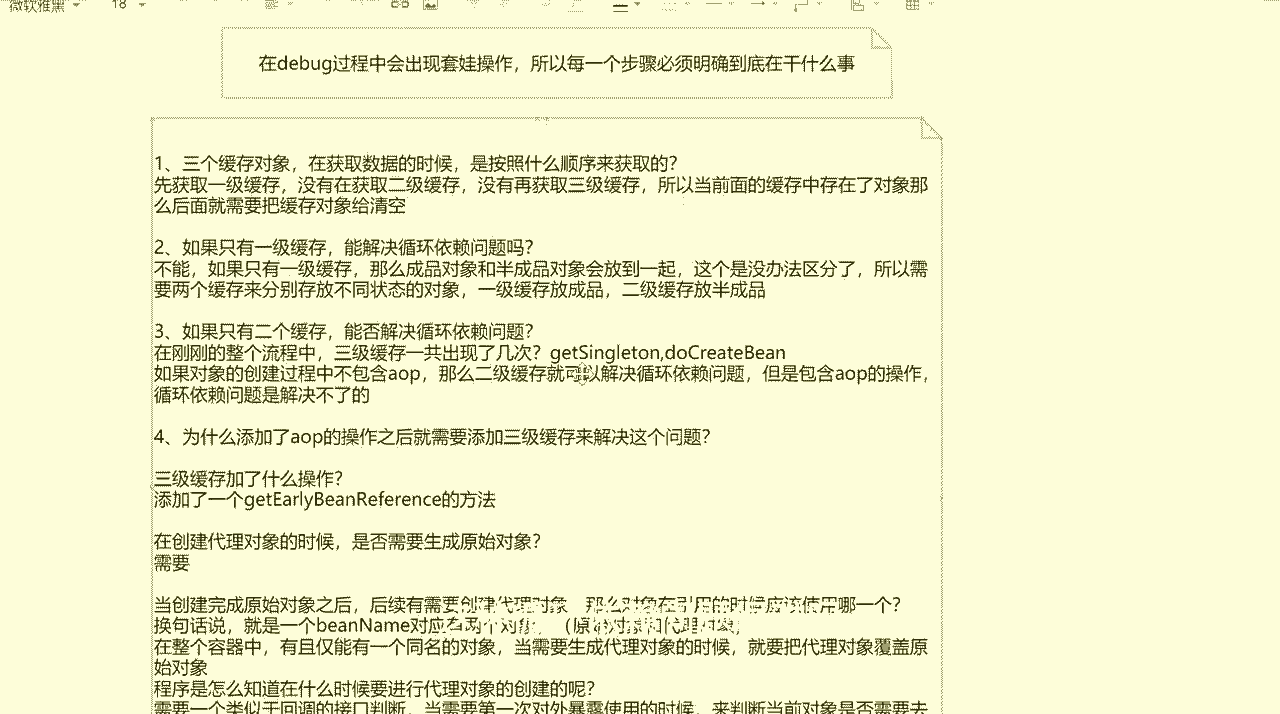 微软雅黑 18
在debug过程中会出现套娃操作，所以每一个步骤必须明确到底在干什么事
1、三个缓存对象，在获取数据的时候，是按照什么顺序来获取的？
先获取一级缓存，没有在获取二级缓存，没有再获取三级缓存，所以当前面的缓存中存在了对象那
么后面就需要把缓存对象给清空
2、如果只有一级缓存，能解决循环依赖问题吗？
不能，如果只有一级缓存，那么成品对象和半成品对象会放到一起，这个是没办法区分了，所以需
要两个缓存来分别存放不同状态的对象，一级缓存放成品，二级缓存放半成品
3、如果只有二个缓存，能否解决循环依赖问题？
在刚刚的整个流程中，三级缓存一共出现了几次？getSingleton,doCreateBean
如果对象的创建过程中不包含aop，那么二级缓存就可以解决循环依赖问题，但是包含aop的操作，
循环依赖问题是解决不了的
4、为什么添加了aop的操作之后就需要添加三级缓存来解决这个问题？
三级缓存加了什么操作？
添加了一个getEarlyBeanReference的方法
在创建代理对象的时候，是否需要生成原始对象？
需要
当创建完成原始对象之后，后续有需要创建代理对象，那么对象在引用的时候应该使用哪一个？
换句话说，就是一个beanName对应有两个对象（原始对象和代理
在整个容器中，有且仅能有一个同名的对象，当需要生成代理对象的时候，就要把代理对象覆盖原
始对象
程序是怎么知道在什么时候要进行代理对象的创建的呢？
需要一个类似于回调的接口判断，当需要第一次对外暴露使用的时候，来判断当前对象是否需要去